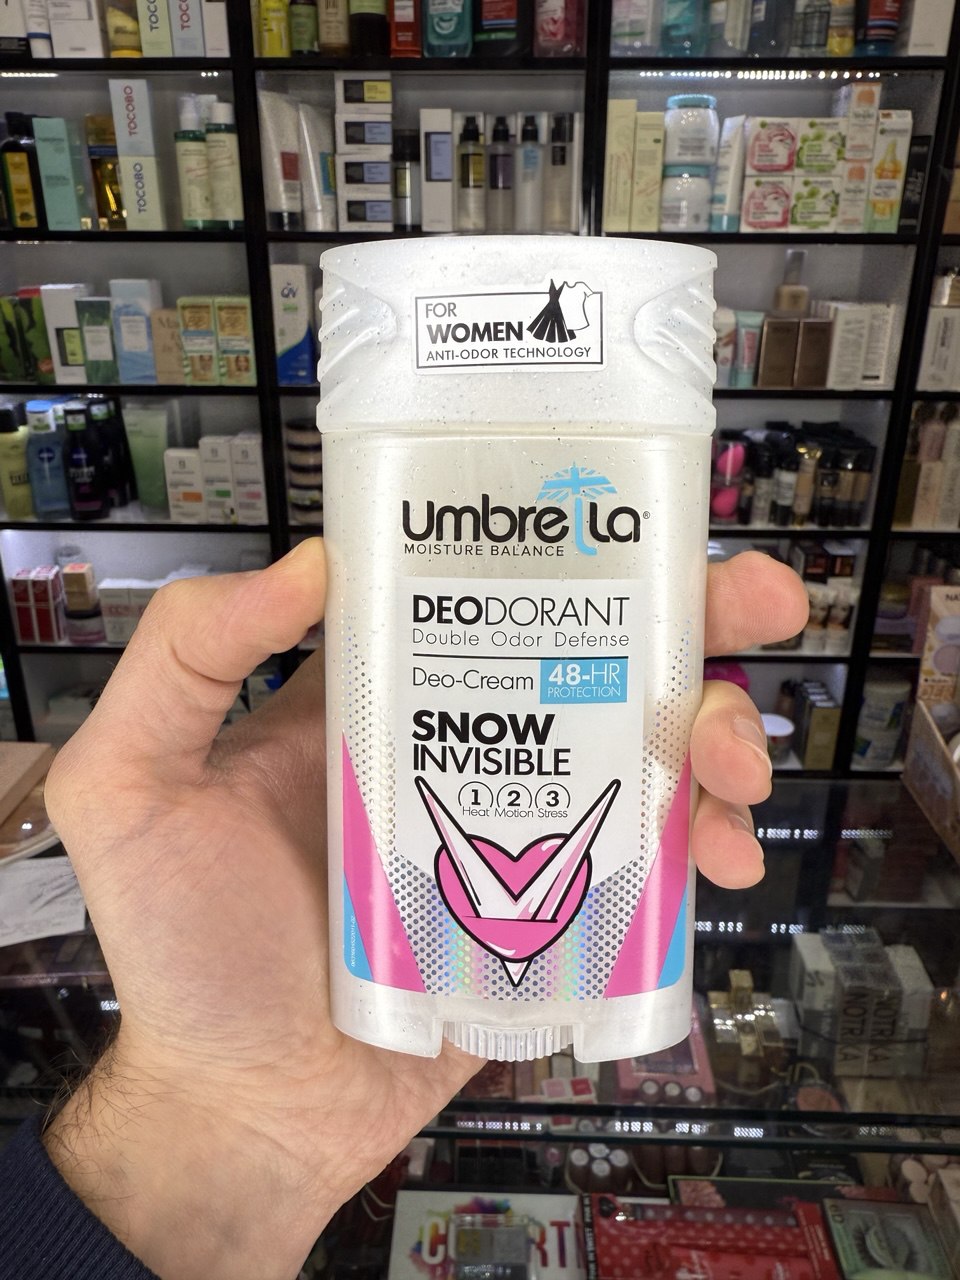 TOCOBO
TOCOBO
FOR
WOMEN
ANTI-ODOR TECHNOLOGY
Umbrella®
MOISTURE BALANCE
DEODORANT
Double Odor Defense
Deo-Cream
48-HR
PROTECTION
SNOW
INVISIBLE
1 2 3
Heat Motion Stress